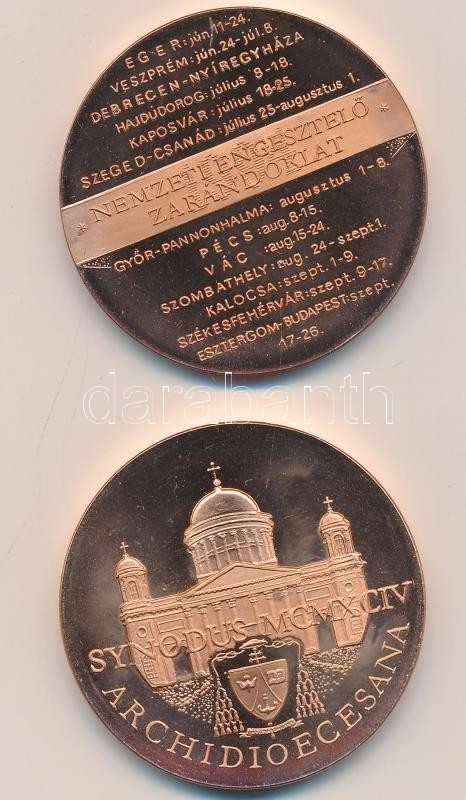 EGER: jún. 11-24.
VESZPRÉM: jún. 24-júl. 8.
DEBRECEN-NYÍREGYHÁZA
HAJDUDOROG: július 8-18.
KAPOSVÁR: július 18-25.
SZEGED-CSANÁD: július 25-augusztus 1.
* NEMZETI ENGESZTELŐ *
ZARÁNDOKLAT
GYŐR-PANNONHALMA: augusztus 1-8.
PÉCS: aug. 8-15.
VÁC: aug. 15-24.
SZOMBATHELY: aug. 24-szept. 1.
KALOCSA: szept. 1-9.
SZÉKESFEHÉRVÁR: szept. 9-17.
ESZTERGOM-BUDAPEST: szept.
17-26.
darabanth
SYNODUS MCMXCIV
ARCHIDIOECESANA